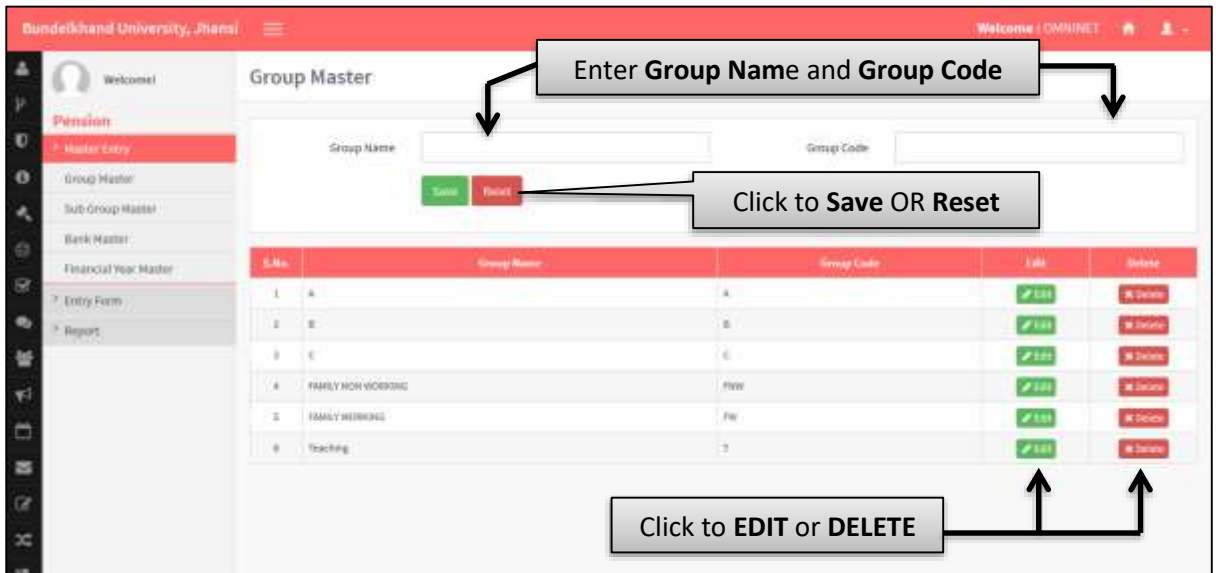 Bundelkhand University, Jhansi
Welcome : OMNINET
Welcome!
Group Master
Enter Group Name and Group Code
Pension
Master Entry
Group Name
Group Code
Group Master
Save
Reset
Click to Save OR Reset
Sub Group Master
Bank Master
Financial Year Master
S.No.
Group Name
Group Code
Edit
Delete
Entry Form
Report
1 A A Edit Delete
2 B B Edit Delete
3 C C Edit Delete
4 FAMILY NON WORKING FNW Edit Delete
5 FAMILY WORKING FW Edit Delete
6 Teaching T Edit Delete
Click to EDIT or DELETE